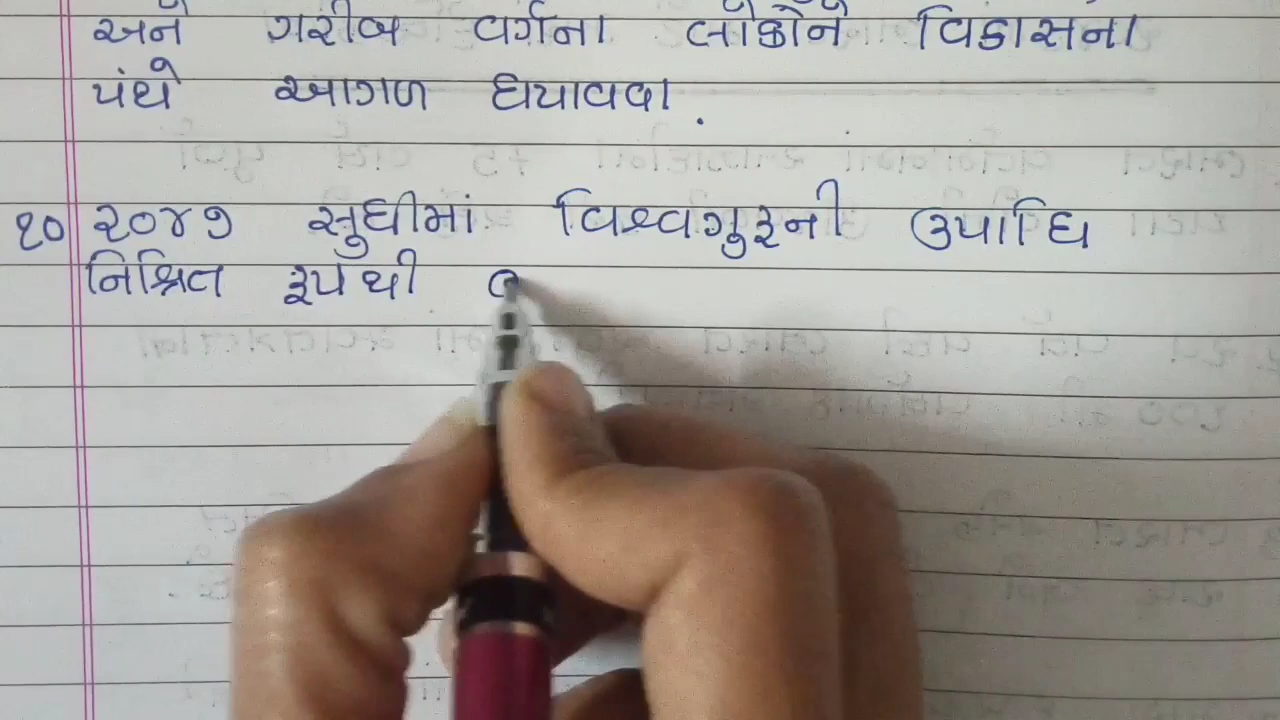 અને ગરીબ વર્ગના લોકોને વિકાસના
પંથે આગળ ધપાવવા.
૧૦ ૨૦૪૭ સુધીમાં વિશ્વગુરુની ઉપાધિ
નિશ્ચિત રૂપથી